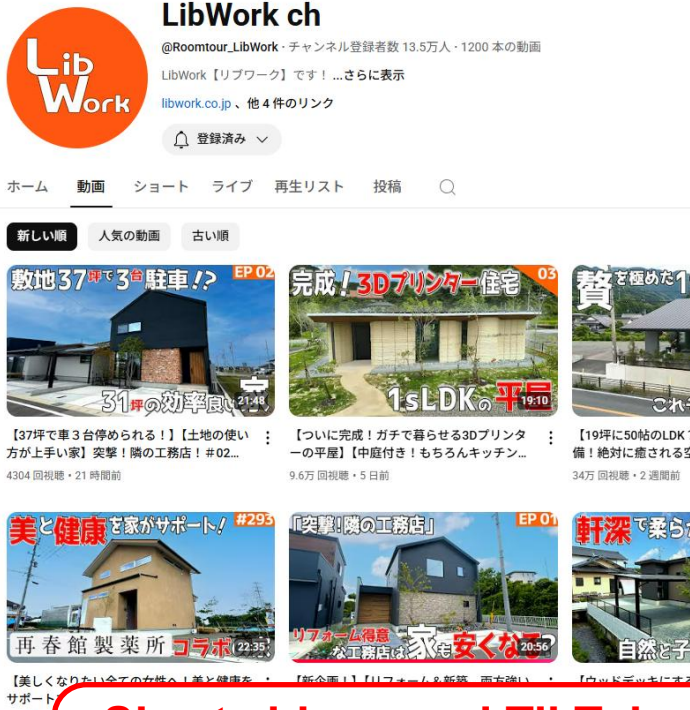 Lib Work
LibWork ch
@Roomtour_LibWork · チャンネル登録者数 13.5万人 · 1200 本の動画
LibWork【リブワーク】です！ ...さらに表示
libwork.co.jp 、他 4 件のリンク
登録済み
ホーム 動画 ショート ライブ 再生リスト 投稿
新しい順 人気の動画 古い順
敷地37坪で3台駐車!? EP 02
31坪の効率良い家
21:48
【37坪で車３台停められる！】【土地の使い
方が上手い家】突撃！隣の工務店！＃02...
4304 回視聴・21 時間前
完成！3Dプリンター住宅 03
1sLDKの平屋
19:10
【ついに完成！ガチで暮らせる3Dプリンタ
ーの平屋】【中庭付き！もちろんキッチン...
9.6万 回視聴・5 日前
贅を極めた1
これぞ
【19坪に50帖のLDK
備！絶対に癒される空
34万 回視聴・2 週間前
美と健康を家がサポート! #293
再春館製薬所コラボ
22:35
【美しくなりたい全ての女性へ！美と健康を
サポート
「突撃!隣の工務店」 EP 01
リフォーム得意
な工務店は家も安くなる?
20:56
【新企画！】【リフォーム&新築、両方強い
軒深で柔ら
自然と子
【ウッドデッキにする